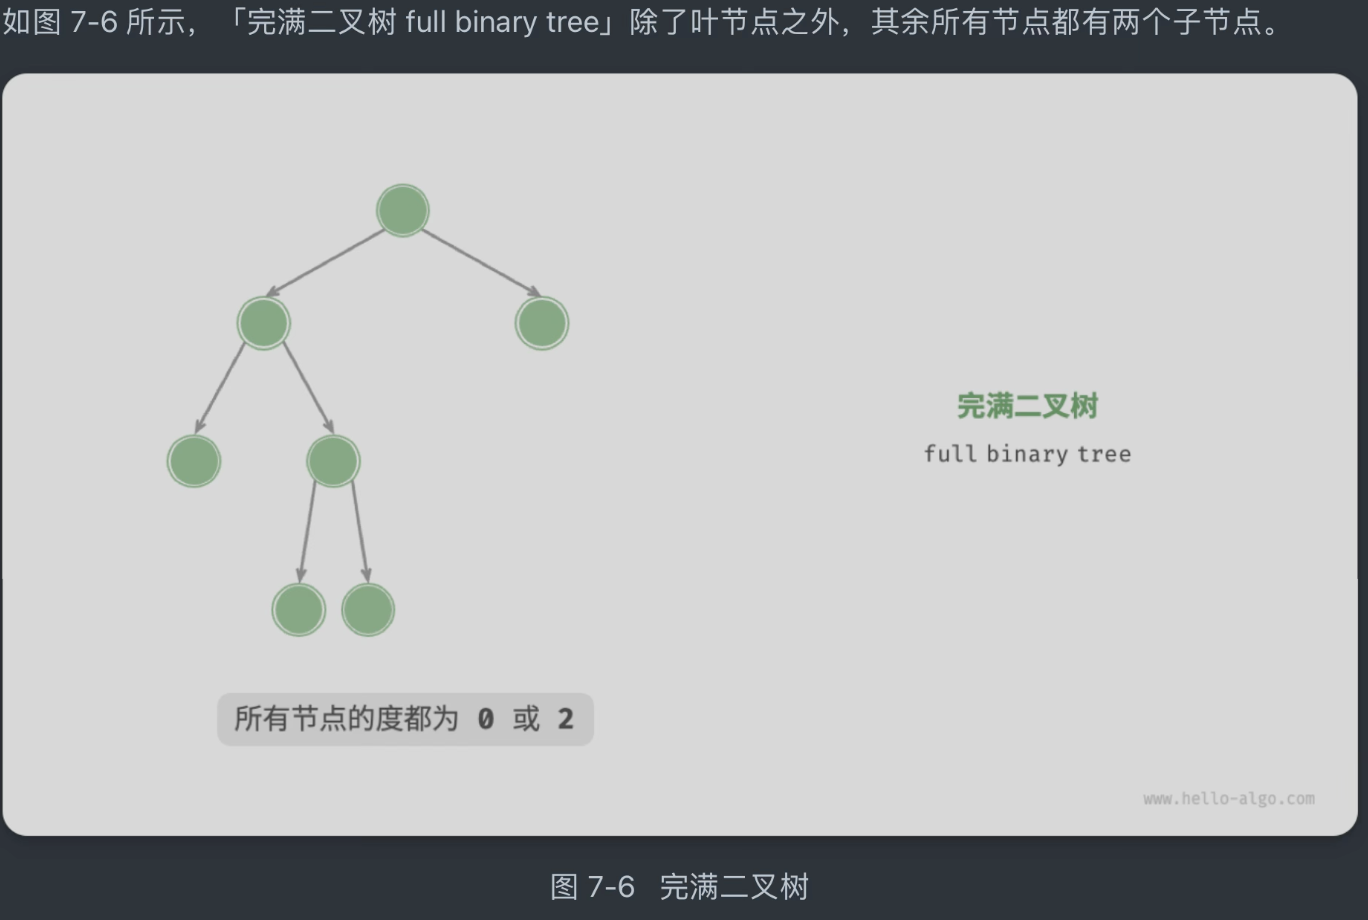 如图 7-6 所示，「完满二叉树 full binary tree」除了叶节点之外，其余所有节点都有两个子节点。
完满二叉树
full binary tree
所有节点的度都为 0 或 2
www.hello-algo.com
图 7-6 完满二叉树